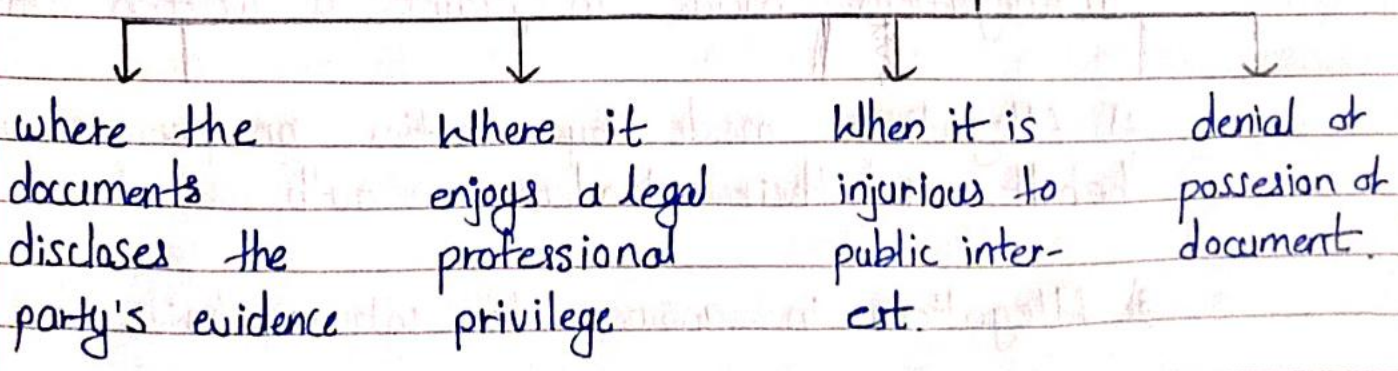 where the
documents
discloses the
party's evidence
Where it
enjoys a legal
professional
privilege
When it is
injurious to
public inter-
est.
denial of
possesion of
document.